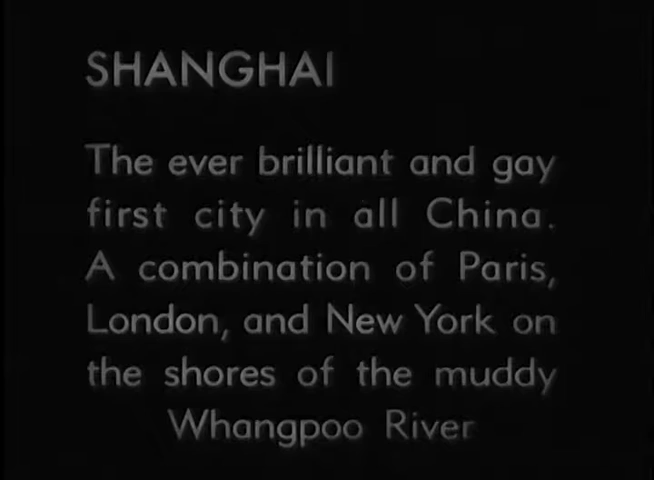 SHANGHAI
The ever brilliant and gay
first city in all China.
A combination of Paris,
London, and New York on
the shores of the muddy
Whangpoo River